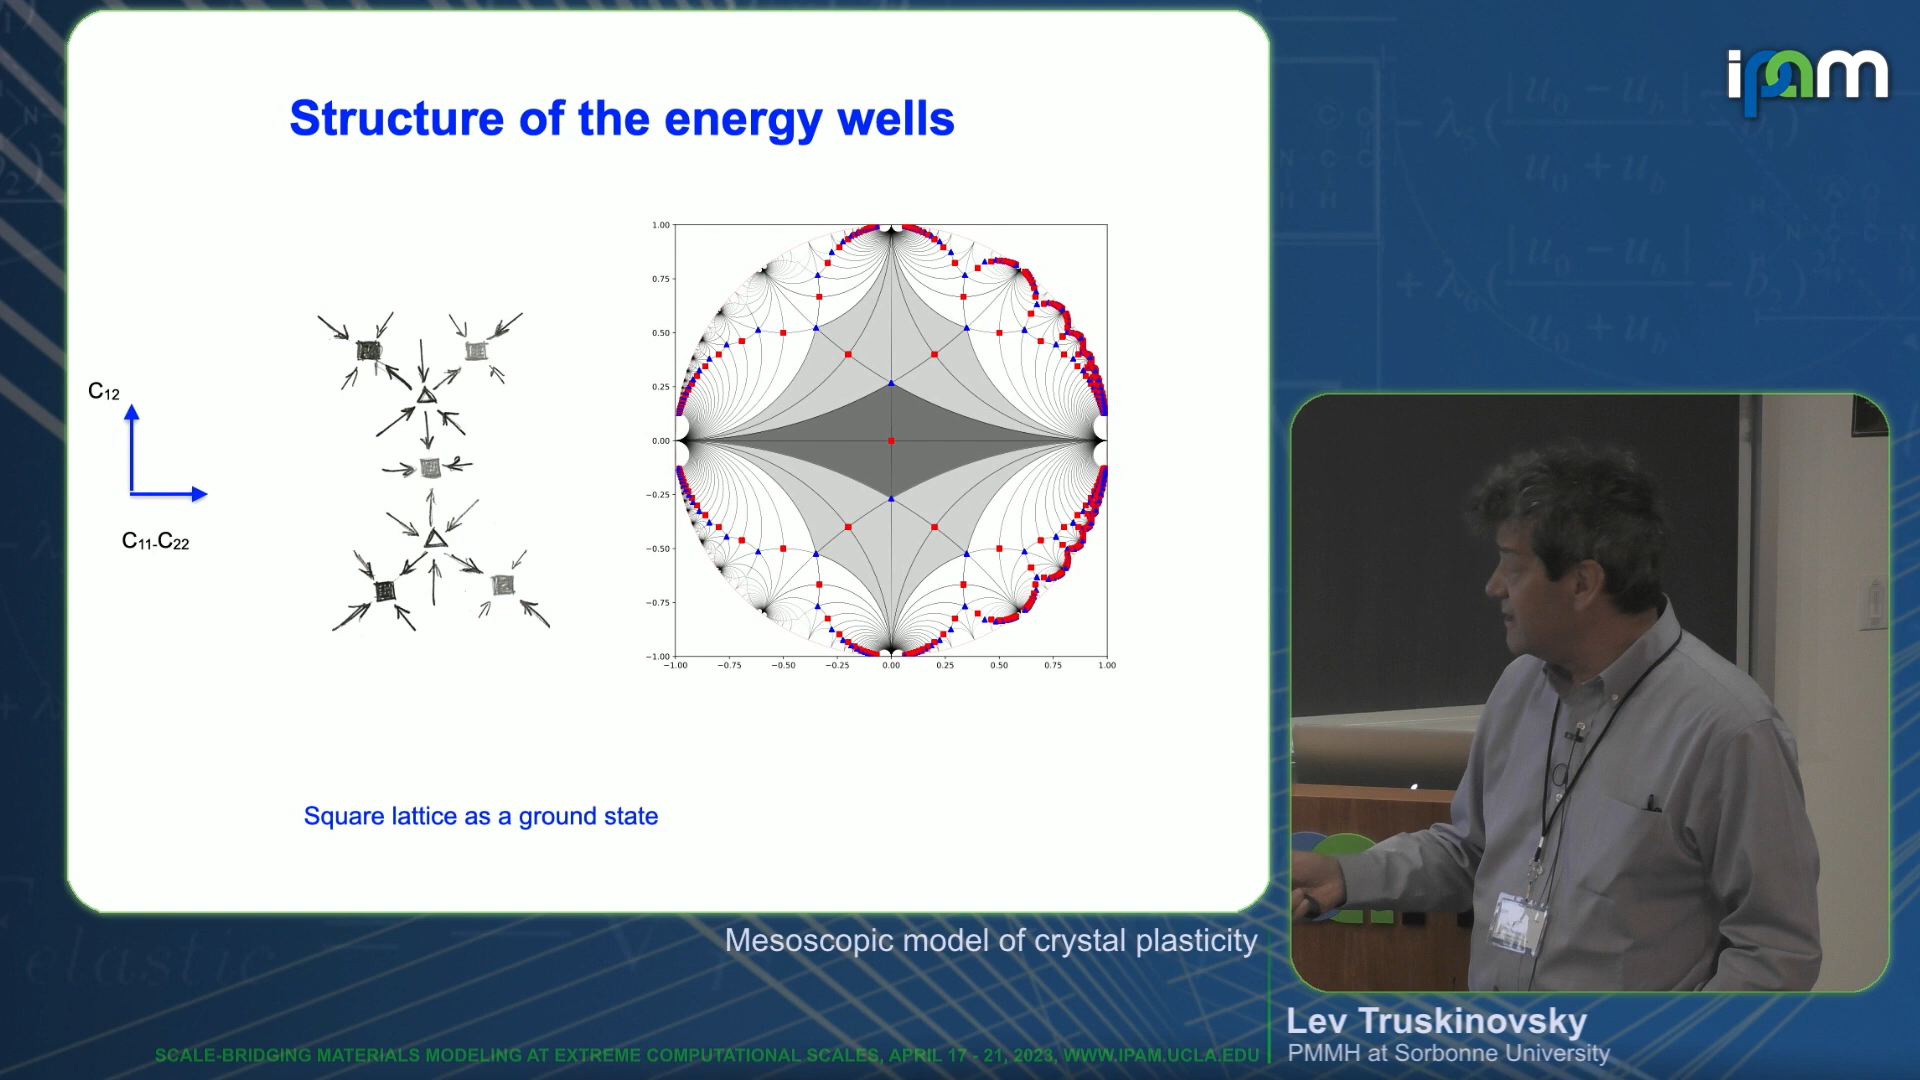 ipam
Structure of the energy wells
C12
C11-C22
1.00
0.75
0.50
0.25
0.00
−0.25
−0.50
−0.75
−1.00
−1.00 −0.75 −0.50 −0.25 0.00 0.25 0.50 0.75 1.00
Square lattice as a ground state
Mesoscopic model of crystal plasticity
Lev Truskinovsky
PMMH at Sorbonne University
SCALE-BRIDGING MATERIALS MODELING AT EXTREME COMPUTATIONAL SCALES, APRIL 17 - 21, 2023, WWW.IPAM.UCLA.EDU
elastic